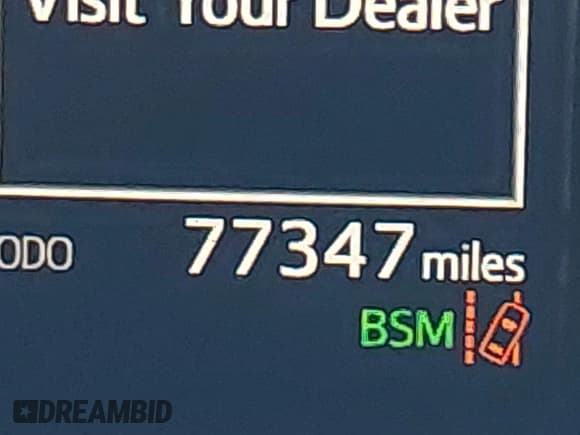 Visit Your Dealer
ODO 77347 miles
BSM
DREAMBID